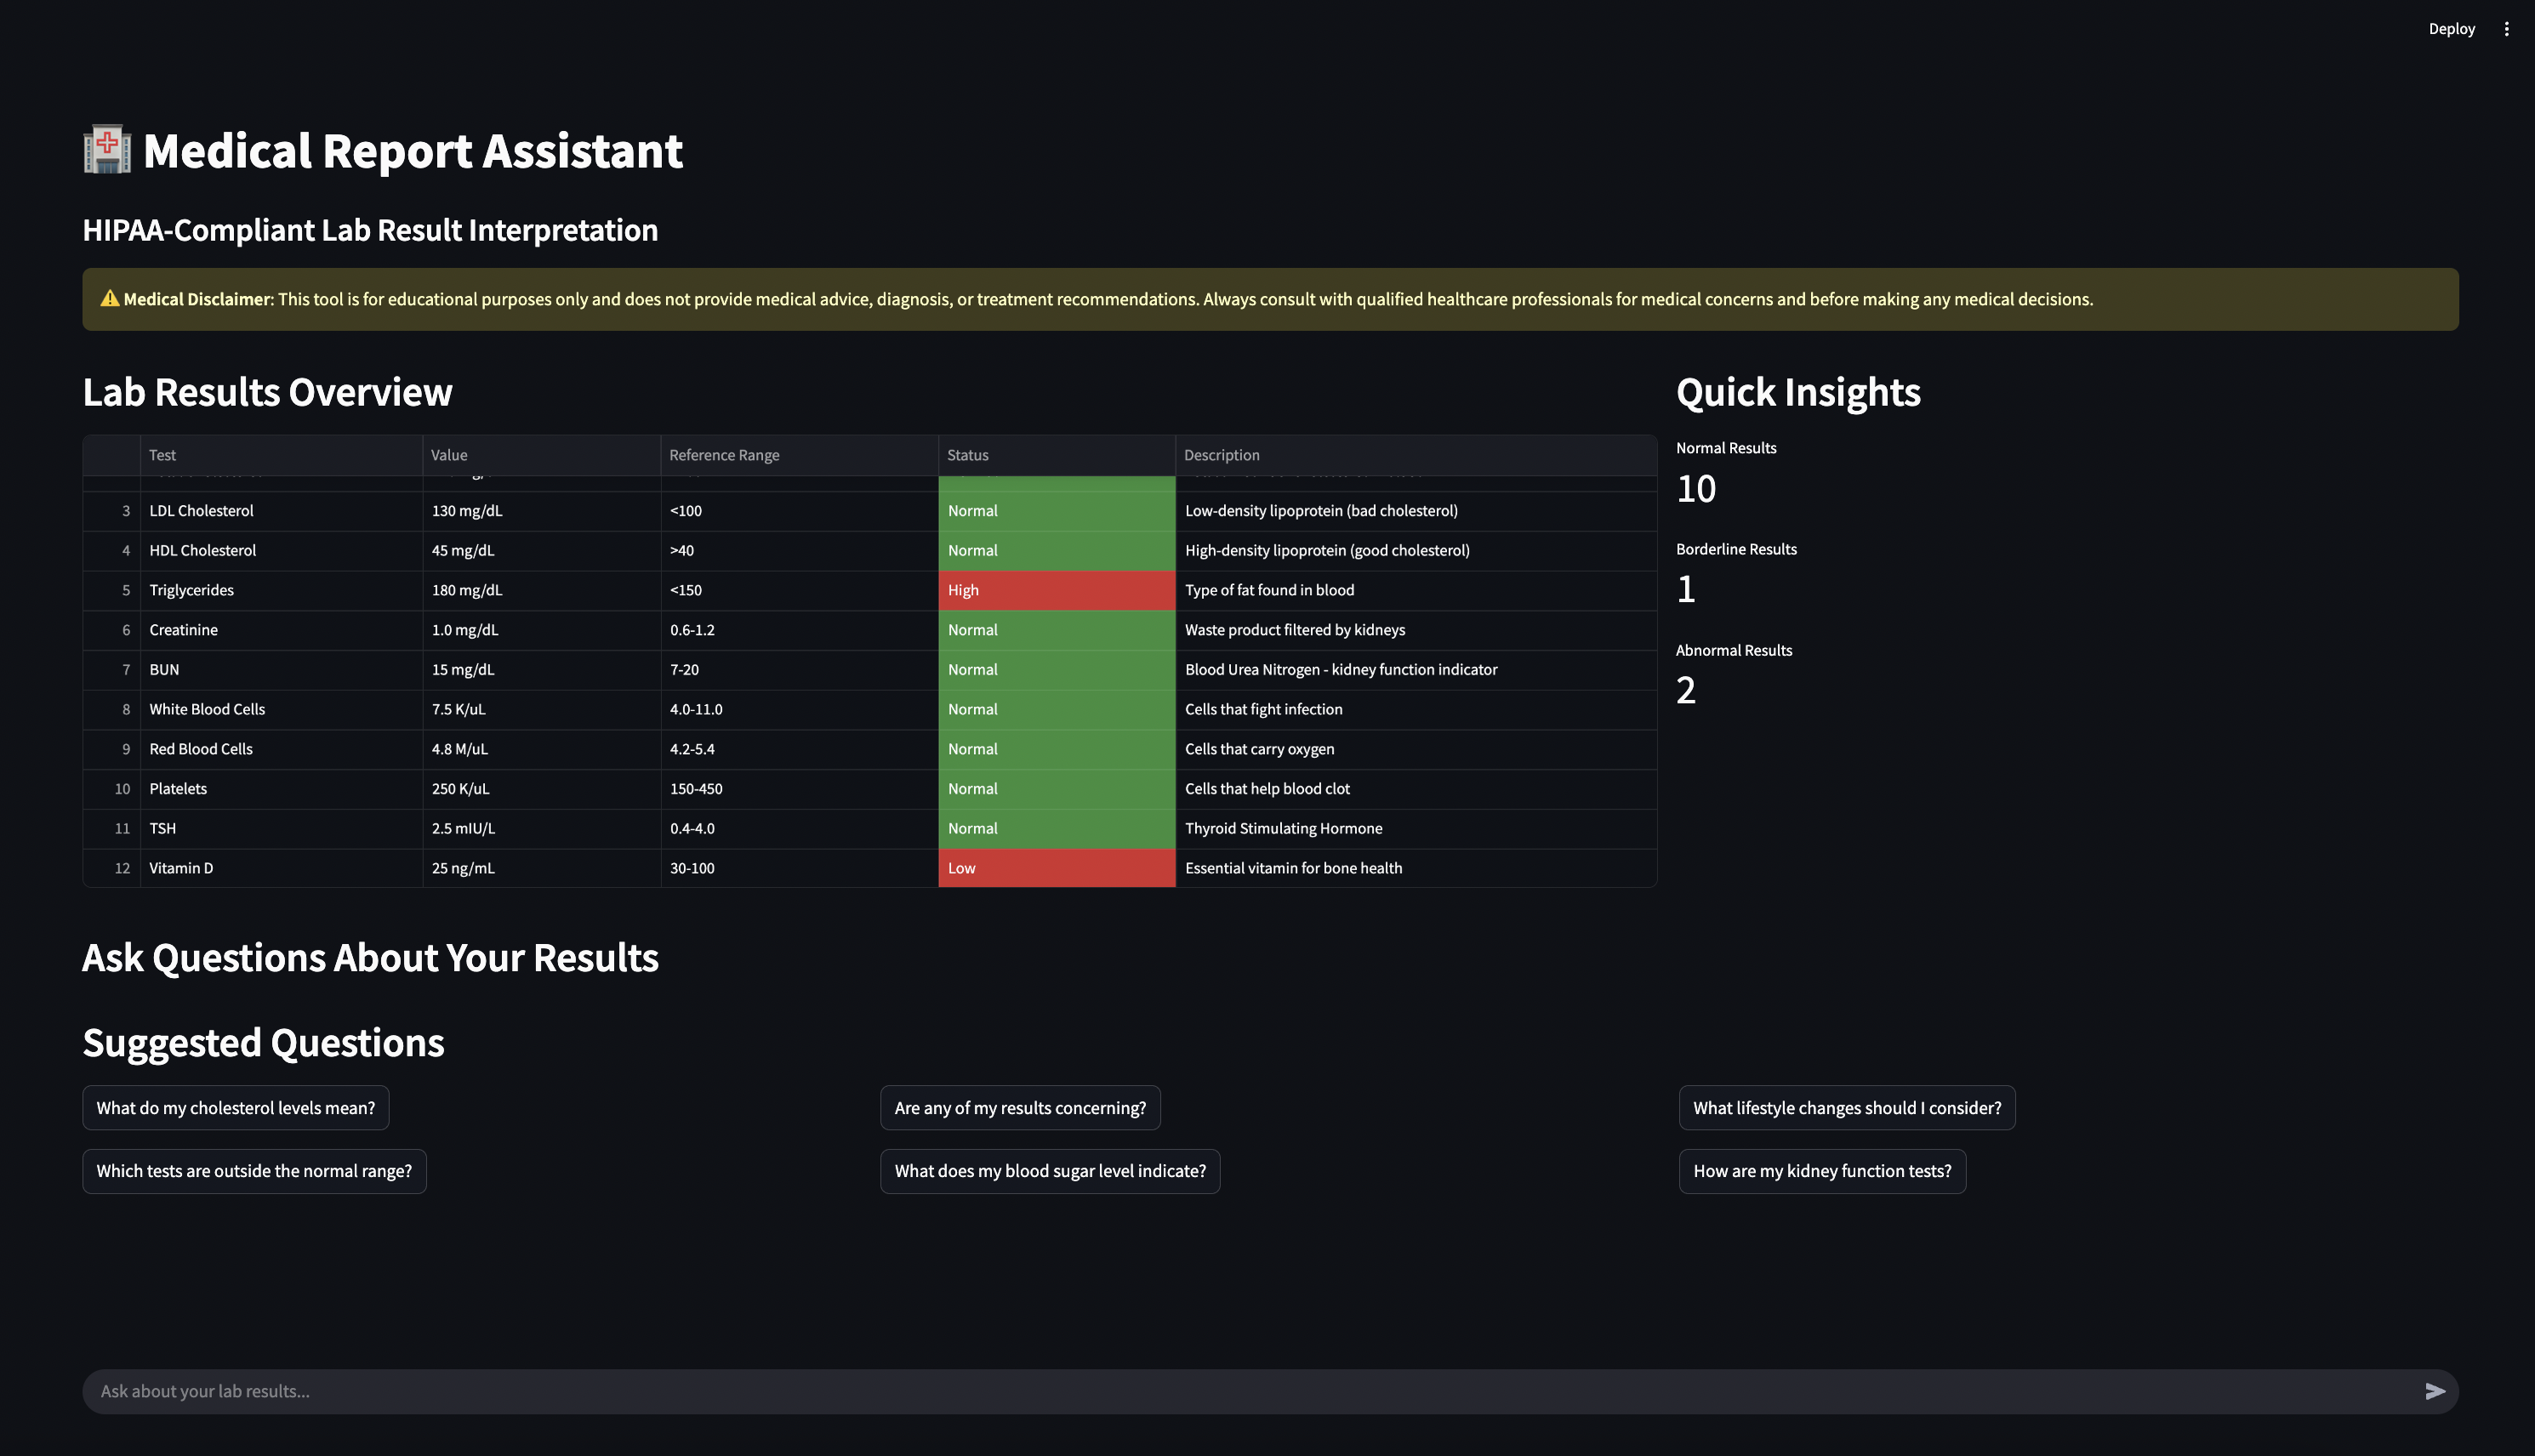 Deploy
🏥 Medical Report Assistant
HIPAA-Compliant Lab Result Interpretation
⚠️ Medical Disclaimer: This tool is for educational purposes only and does not provide medical advice, diagnosis, or treatment recommendations. Always consult with qualified healthcare professionals for medical concerns and before making any medical decisions.
Lab Results Overview
Test Value Reference Range Status Description
3 LDL Cholesterol 130 mg/dL <100 Normal Low-density lipoprotein (bad cholesterol)
4 HDL Cholesterol 45 mg/dL >40 Normal High-density lipoprotein (good cholesterol)
5 Triglycerides 180 mg/dL <150 High Type of fat found in blood
6 Creatinine 1.0 mg/dL 0.6-1.2 Normal Waste product filtered by kidneys
7 BUN 15 mg/dL 7-20 Normal Blood Urea Nitrogen - kidney function indicator
8 White Blood Cells 7.5 K/uL 4.0-11.0 Normal Cells that fight infection
9 Red Blood Cells 4.8 M/uL 4.2-5.4 Normal Cells that carry oxygen
10 Platelets 250 K/uL 150-450 Normal Cells that help blood clot
11 TSH 2.5 mIU/L 0.4-4.0 Normal Thyroid Stimulating Hormone
12 Vitamin D 25 ng/mL 30-100 Low Essential vitamin for bone health
Quick Insights
Normal Results
10
Borderline Results
1
Abnormal Results
2
Ask Questions About Your Results
Suggested Questions
What do my cholesterol levels mean?
Are any of my results concerning?
What lifestyle changes should I consider?
Which tests are outside the normal range?
What does my blood sugar level indicate?
How are my kidney function tests?
Ask about your lab results...